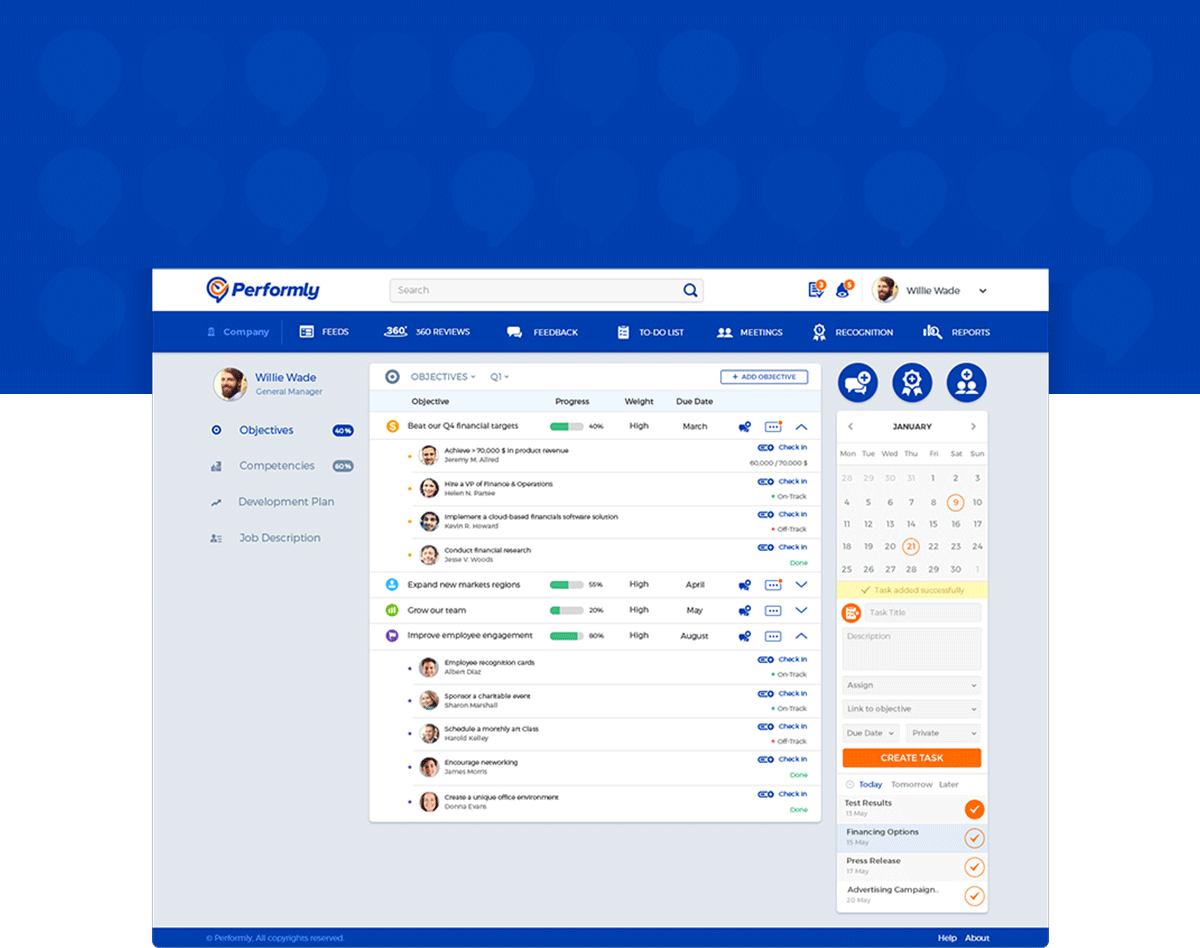 Performly
Search
3
5
Willie Wade
Company
FEEDS
360°
360 REVIEWS
FEEDBACK
TO-DO LIST
MEETINGS
RECOGNITION
REPORTS
Willie Wade
General Manager
Objectives 40%
Competencies 60%
Development Plan
Job Description
OBJECTIVES Q1
+ ADD OBJECTIVE
Objective Progress Weight Due Date
Beat our Q4 financial targets 40% High March
Achieve > 70,000 $ in product revenue
Jeremy M. Allred
Check In
60,000 / 70,000 $
Hire a VP of Finance & Operations
Helen N. Partee
Check In
On-Track
Implement a cloud-based financials software solution
Kevin R. Howard
Check In
Off-Track
Conduct financial research
Jesse V. Woods
Check In
Done
Expand new markets regions 55% High April
Grow our team 20% High May
Improve employee engagement 80% High August
Employee recognition cards
Albert Diaz
Check In
On-Track
Sponsor a charitable event
Sharon Marshall
Check In
On-Track
Schedule a monthly art Class
Harold Kelley
Check In
Off-Track
Encourage networking
James Morris
Check In
Done
Create a unique office environment
Donna Evans
Check In
Done
JANUARY
Mon Tue Wed Thu Fri Sat Sun
28 29 30 31 1 2 3
4 5 6 7 8 9 10
11 12 13 14 15 16 17
18 19 20 21 22 23 24
25 26 27 28 29 30 1
Task added successfully
Task Title
Description
Assign
Link to objective
Due Date Private
CREATE TASK
Today Tomorrow Later
Test Results
13 May
Financing Options
15 May
Press Release
17 May
Advertising Campaign..
20 May
© Performly, All copyrights reserved.
Help About